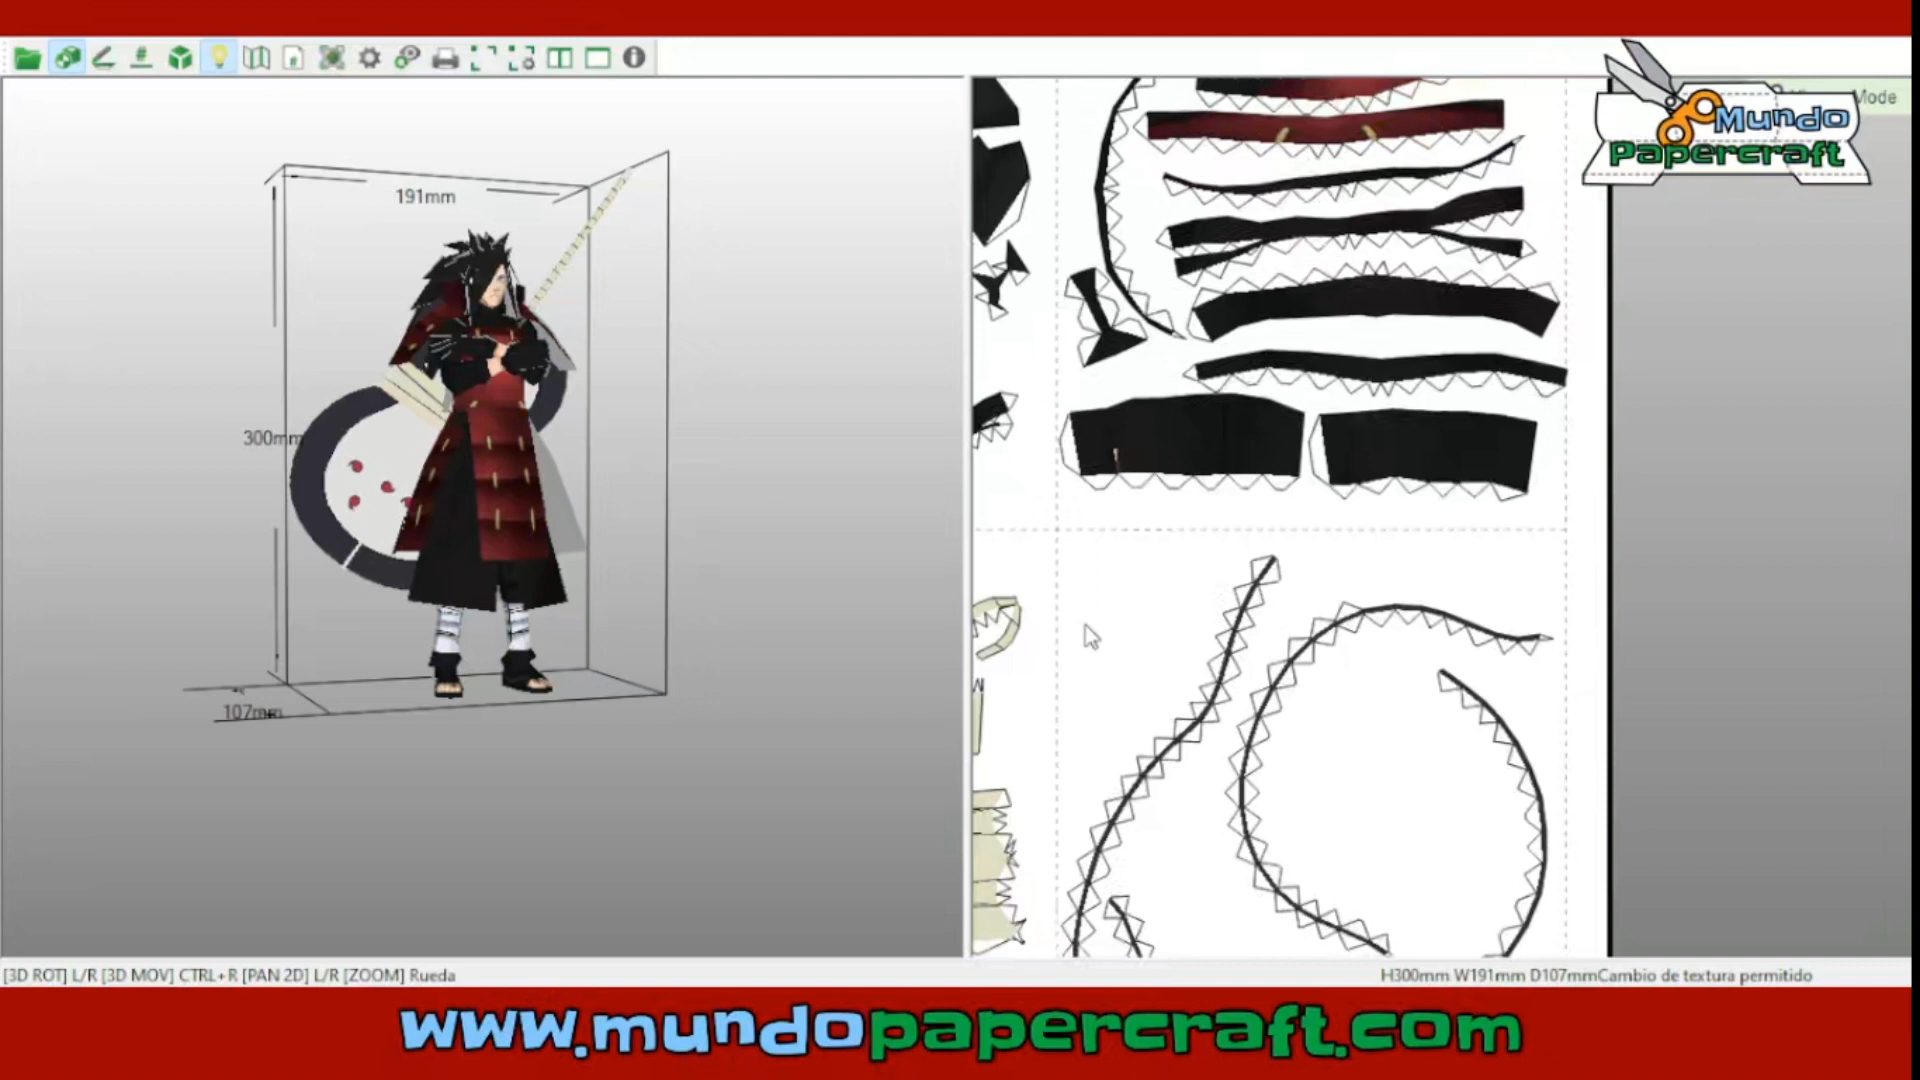 Mode
Mundo
Papercraft
191mm
300mm
107mm
[3D ROT] L/R [3D MOV] CTRL+R [PAN 2D] L/R [ZOOM] Rueda
H300mm W191mm D107mmCambio de textura permitido
www.mundopapercraft.com